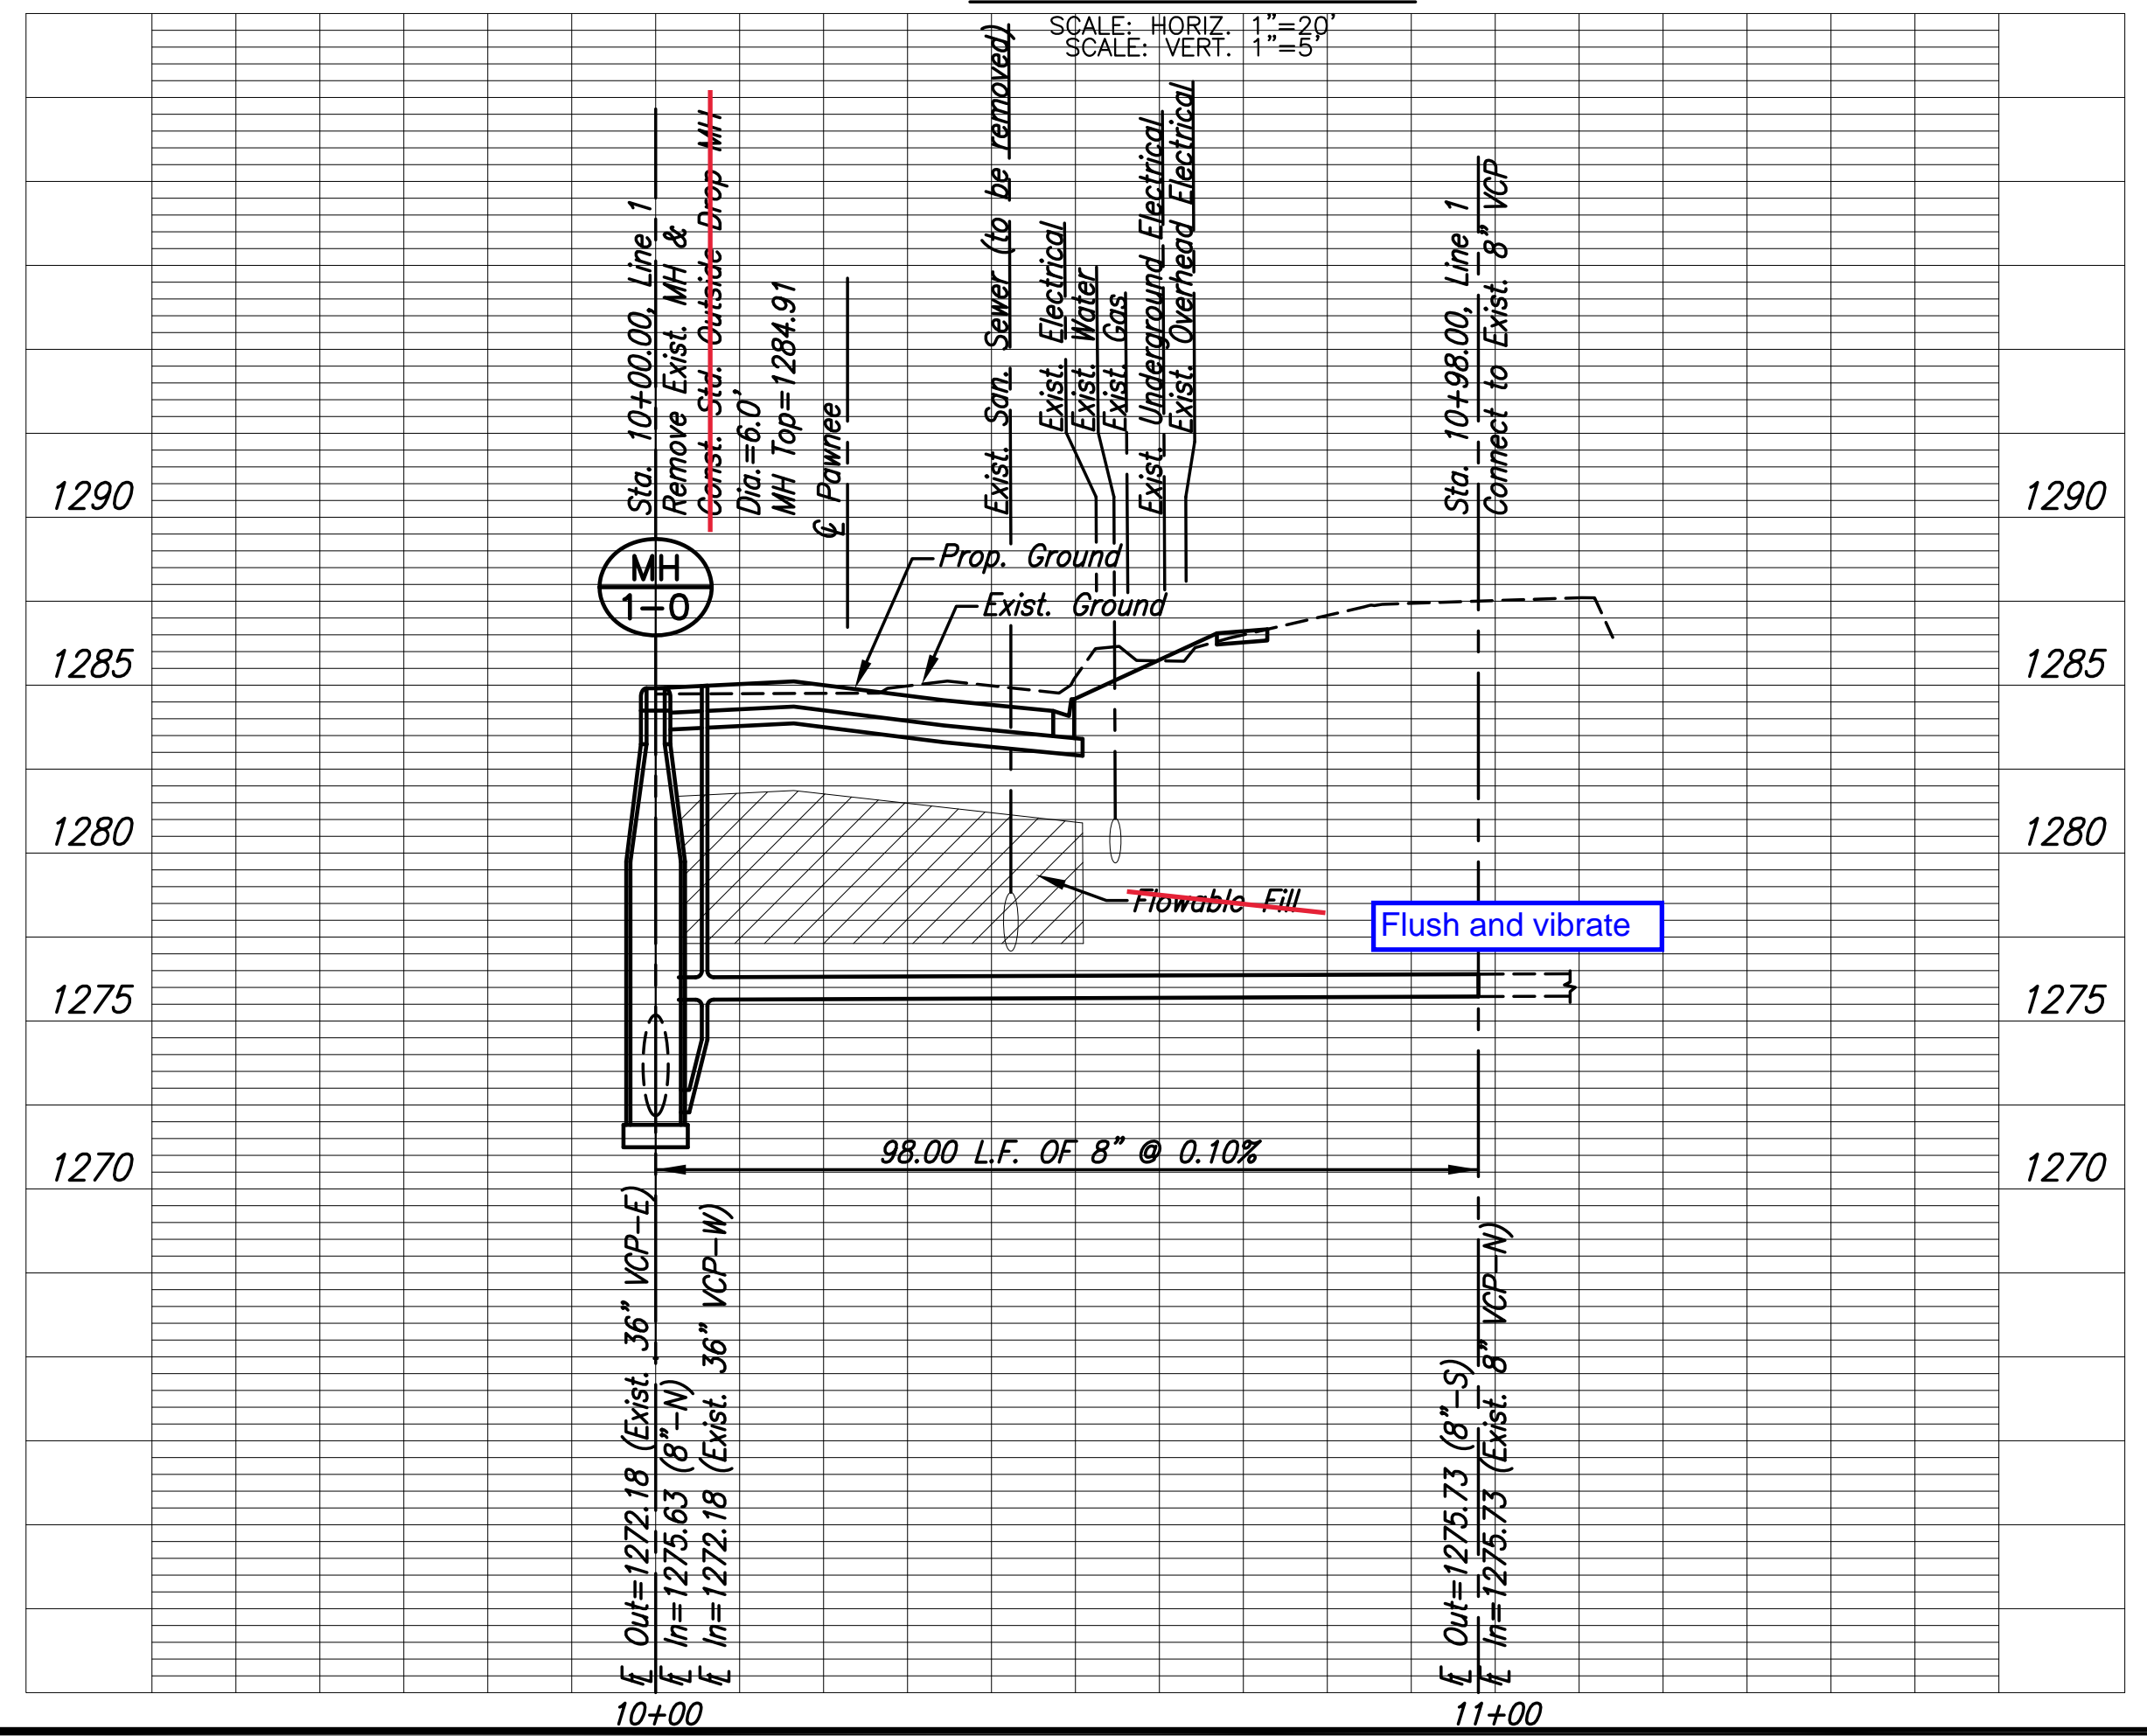 SCALE: HORIZ. 1"=20'
SCALE: VERT. 1"=5'
Sta. 10+00.00, Line 1
Remove Exist. MH &
Const. Std. Outside Drop MH
Dia.=6.0'
MH Top=1284.91
℄ Pawnee
Exist. San. Sewer (to be removed)
Exist. Electrical
Exist. Water
Exist. Gas
Exist. Underground Electrical
Exist. Overhead Electrical
Sta. 10+98.00, Line 1
Connect to Exist. 8" VCP
1290
1290
MH
1-0
Prop. Ground
Exist. Ground
1285
1285
1280
1280
Flowable Fill
Flush and vibrate
1275
1275
98.00 L.F. OF 8" @ 0.10%
1270
1270
FL Out=1272.18 (Exist. 36" VCP-E)
FL In=1275.63 (8"-N)
FL In=1272.18 (Exist. 36" VCP-W)
FL Out=1275.73 (8"-S)
FL In=1275.73 (Exist. 8" VCP-N)
10+00
11+00